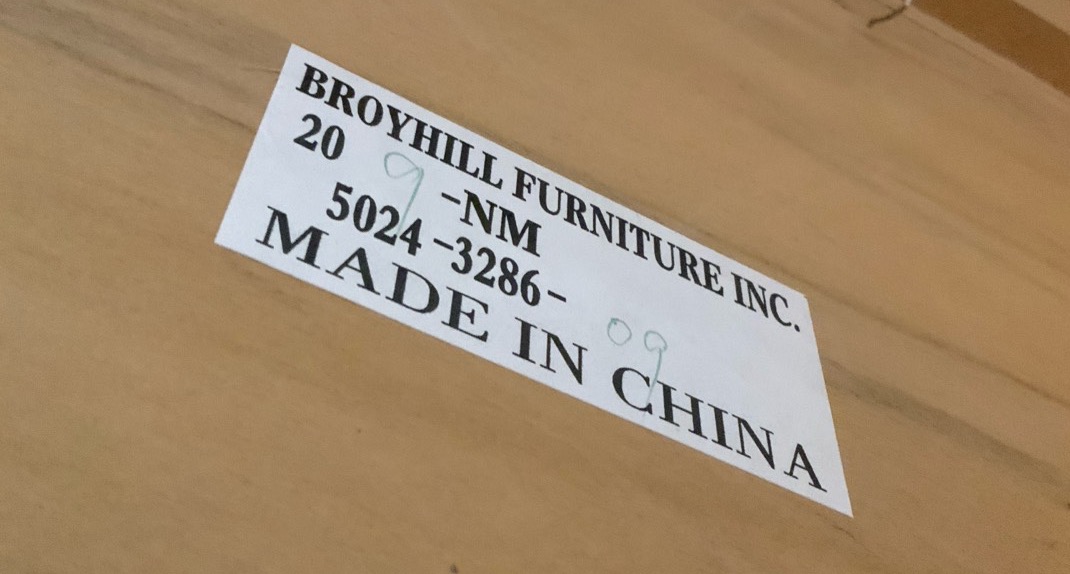 BROYHILL FURNITURE INC.
20 9 -NM
5024-3286- 09
MADE IN CHINA